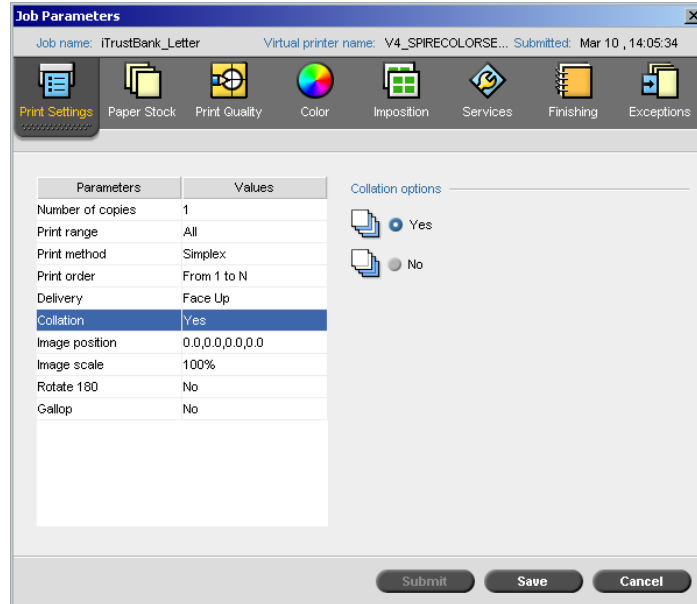 Job Parameters
Job name: iTrustBank_Letter Virtual printer name: V4_SPIRECOLORSE... Submitted: Mar 10 , 14:05:34
Print Settings Paper Stock Print Quality Color Imposition Services Finishing Exceptions
Parameters Values
Collation options
Number of copies 1
Yes
Print range All
Print method Simplex
No
Print order From 1 to N
Delivery Face Up
Collation Yes
Image position 0.0,0.0,0.0,0.0
Image scale 100%
Rotate 180 No
Gallop No
Submit Save Cancel